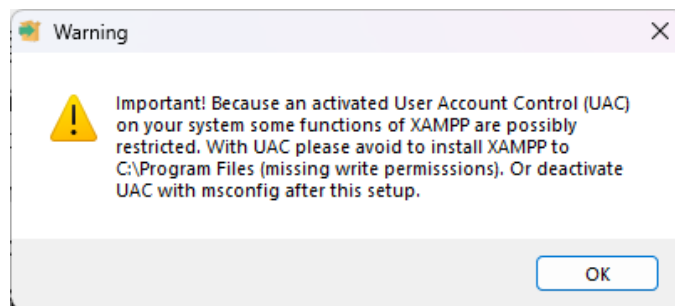 Warning
Important! Because an activated User Account Control (UAC)
on your system some functions of XAMPP are possibly
restricted. With UAC please avoid to install XAMPP to
C:\Program Files (missing write permisssions). Or deactivate
UAC with msconfig after this setup.
OK